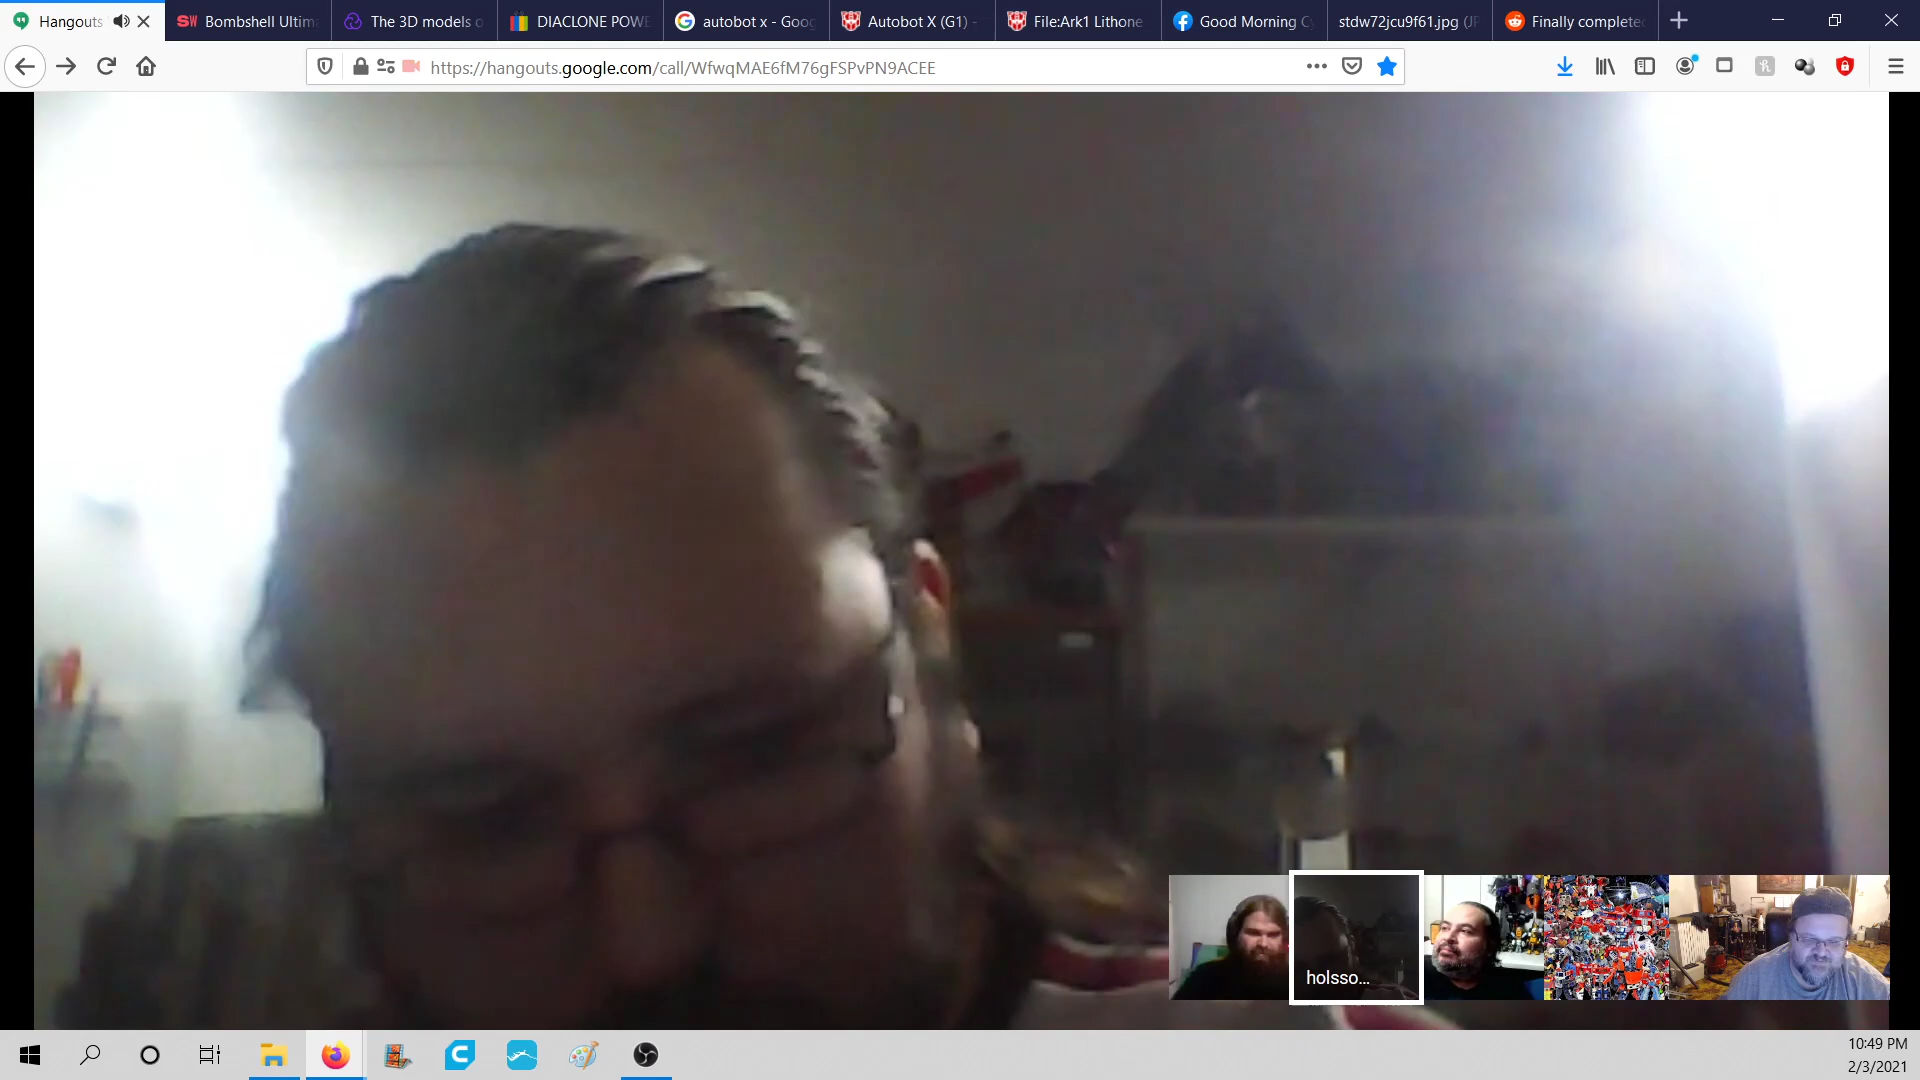 Hangouts
Bombshell Ultim
The 3D models o
DIACLONE POWE
autobot x - Goog
Autobot X (G1) -
File:Ark1 Lithone
Good Morning C
stdw72jcu9f61.jpg (JP
Finally complete
https://hangouts.google.com/call/WfwqMAE6fM76gFSPvPN9ACEE
holsso...
10:49 PM
2/3/2021